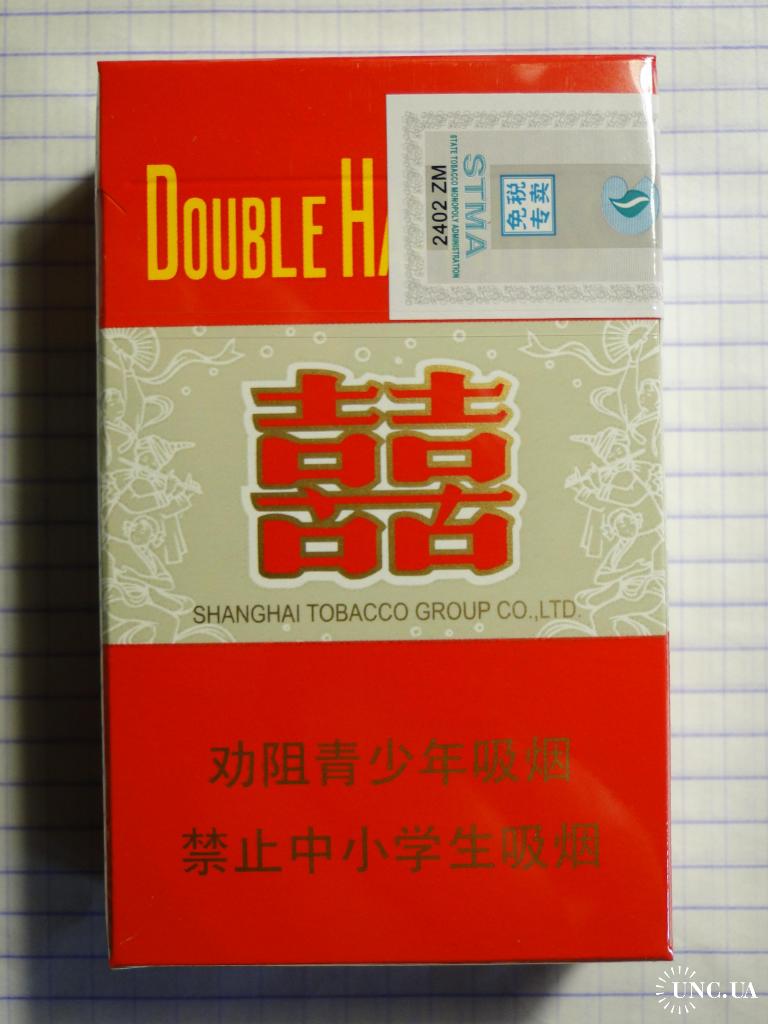 DOUBLE HA
2402 ZM
STATE TOBACCO MONOPOLY ADMINISTRATION
STMA
免税
专卖
囍
SHANGHAI TOBACCO GROUP CO.,LTD.
劝阻青少年吸烟
禁止中小学生吸烟
UNC.UA